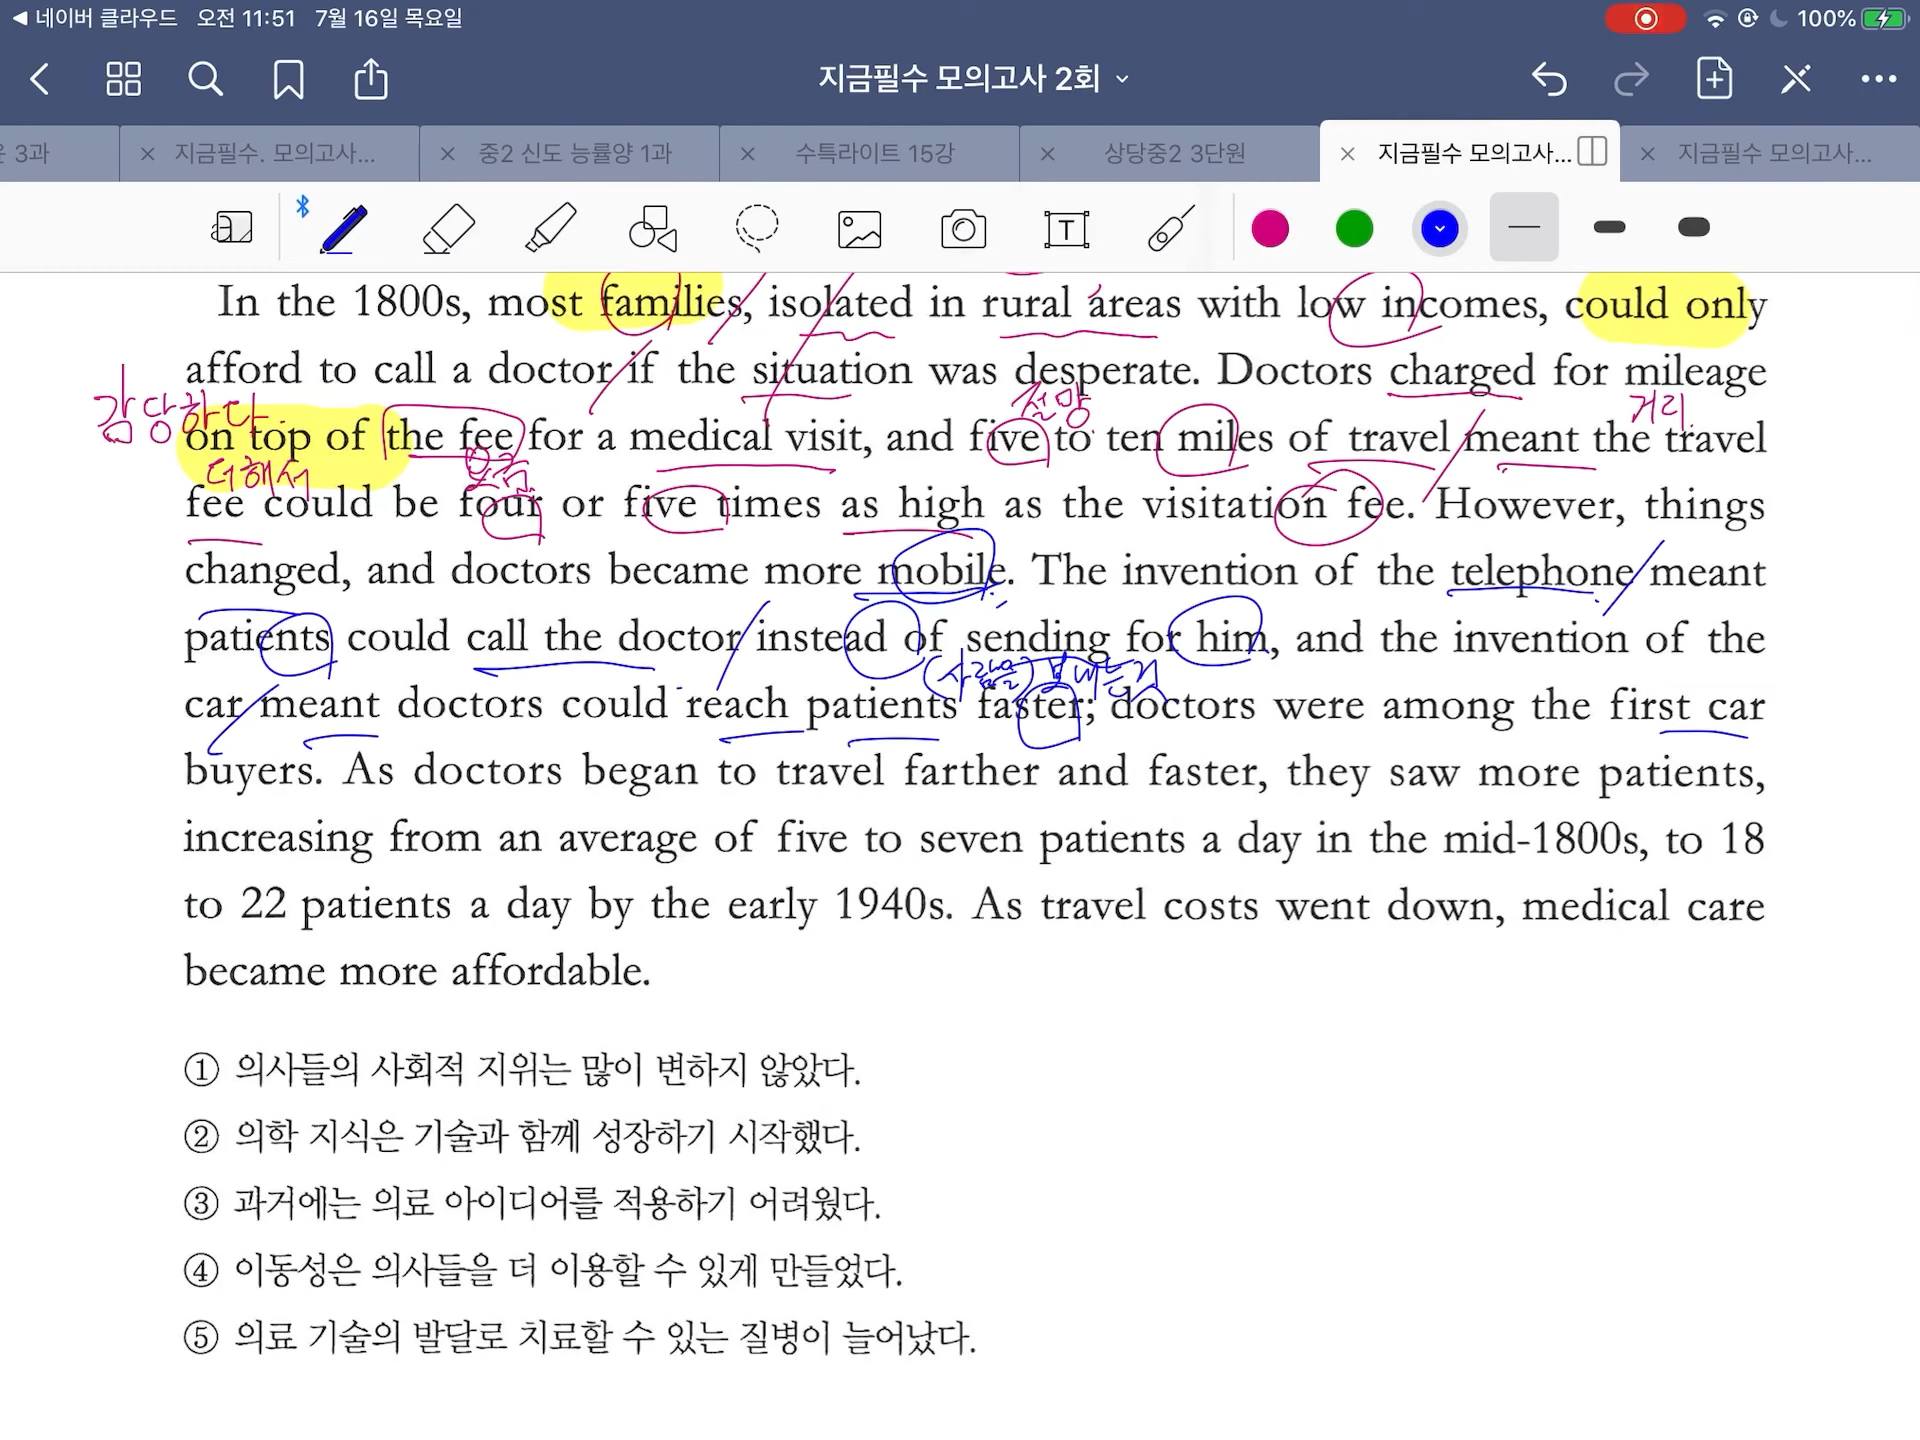 네이버 클라우드 오전 11:51 7월 16일 목요일 100%
지금필수 모의고사 2회
3과 지금필수. 모의고사... 중2 신도 능률양 1과 수특라이트 15강 상당중2 3단원 지금필수 모의고사... 지금필수 모의고사...
T
In the 1800s, most families, isolated in rural areas with low incomes, could only
afford to call a doctor if the situation was desperate. Doctors charged for mileage
감당하다 절망 거리
on top of the fee for a medical visit, and five to ten miles of travel meant the travel
더해서 요금
fee could be four or five times as high as the visitation fee. However, things
changed, and doctors became more mobile. The invention of the telephone meant
patients could call the doctor instead of sending for him, and the invention of the
(사람을) 보내는거
car meant doctors could reach patients faster; doctors were among the first car
buyers. As doctors began to travel farther and faster, they saw more patients,
increasing from an average of five to seven patients a day in the mid-1800s, to 18
to 22 patients a day by the early 1940s. As travel costs went down, medical care
became more affordable.
① 의사들의 사회적 지위는 많이 변하지 않았다.
② 의학 지식은 기술과 함께 성장하기 시작했다.
③ 과거에는 의료 아이디어를 적용하기 어려웠다.
④ 이동성은 의사들을 더 이용할 수 있게 만들었다.
⑤ 의료 기술의 발달로 치료할 수 있는 질병이 늘어났다.